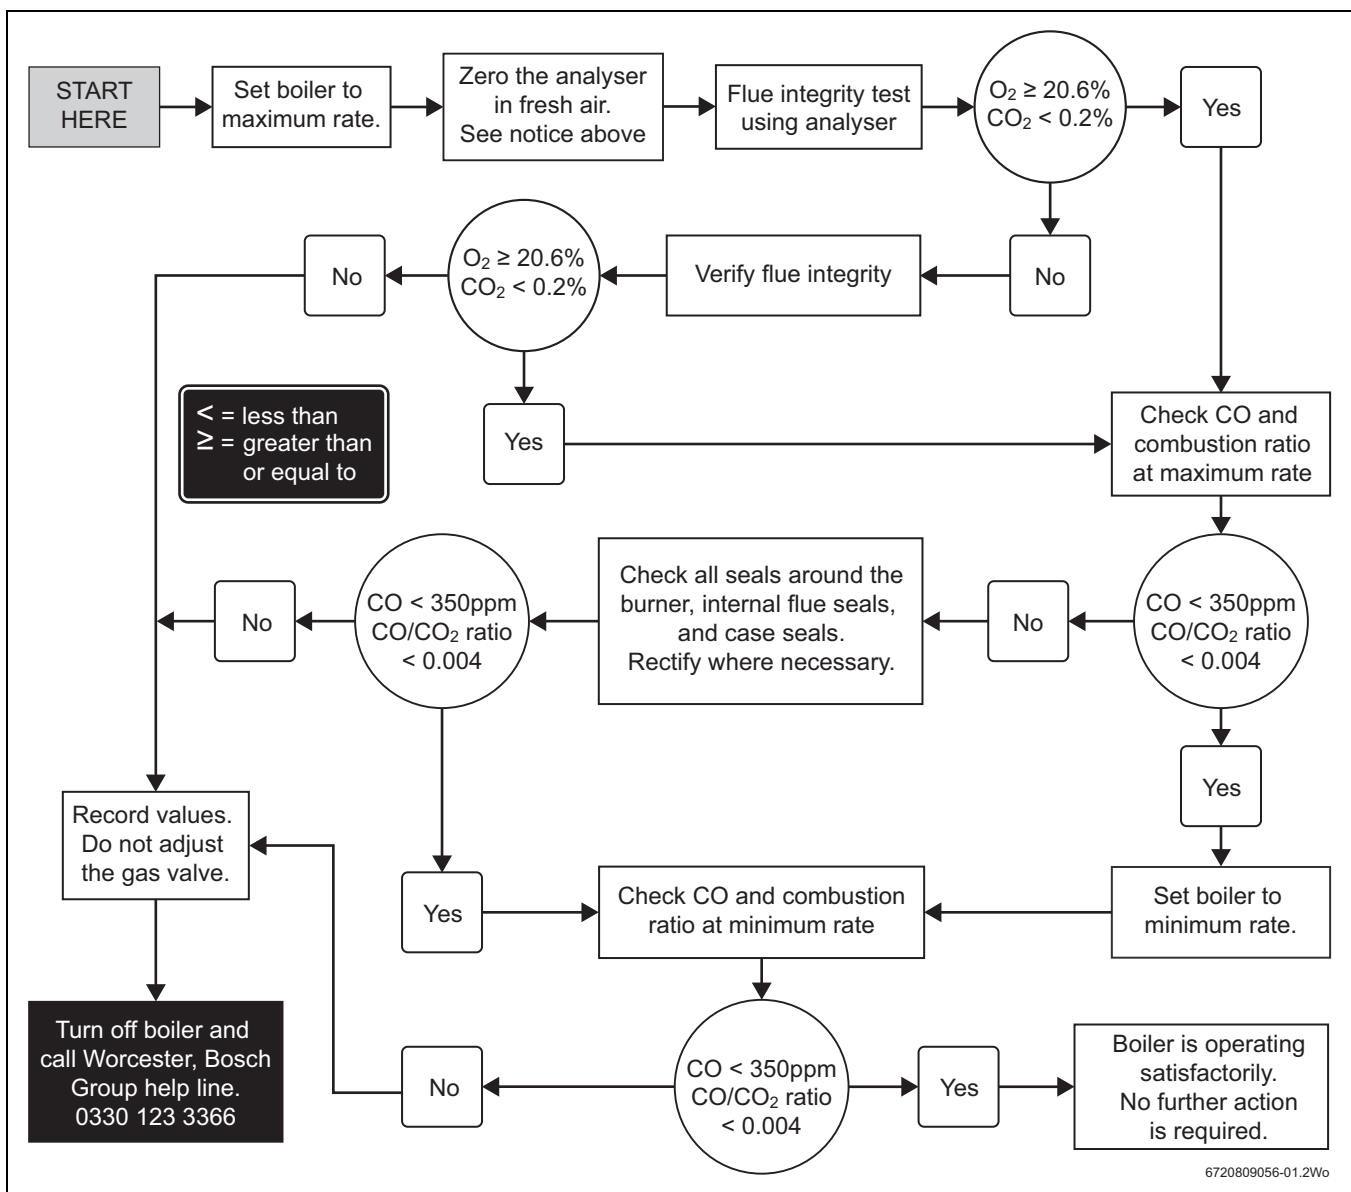 START
HERE
Set boiler to
maximum rate.
Zero the analyser
in fresh air.
See notice above
Flue integrity test
using analyser
O₂ ≥ 20.6%
CO₂ < 0.2%
Yes
No
Verify flue integrity
O₂ ≥ 20.6%
CO₂ < 0.2%
No
Yes
< = less than
≥ = greater than
or equal to
Check CO and
combustion ratio
at maximum rate
CO < 350ppm
CO/CO₂ ratio
< 0.004
No
Check all seals around the
burner, internal flue seals,
and case seals.
Rectify where necessary.
CO < 350ppm
CO/CO₂ ratio
< 0.004
No
Yes
Yes
Set boiler to
minimum rate.
Check CO and combustion
ratio at minimum rate
Record values.
Do not adjust
the gas valve.
Turn off boiler and
call Worcester, Bosch
Group help line.
0330 123 3366
No
CO < 350ppm
CO/CO₂ ratio
< 0.004
Yes
Boiler is operating
satisfactorily.
No further action
is required.
6720809056-01.2Wo